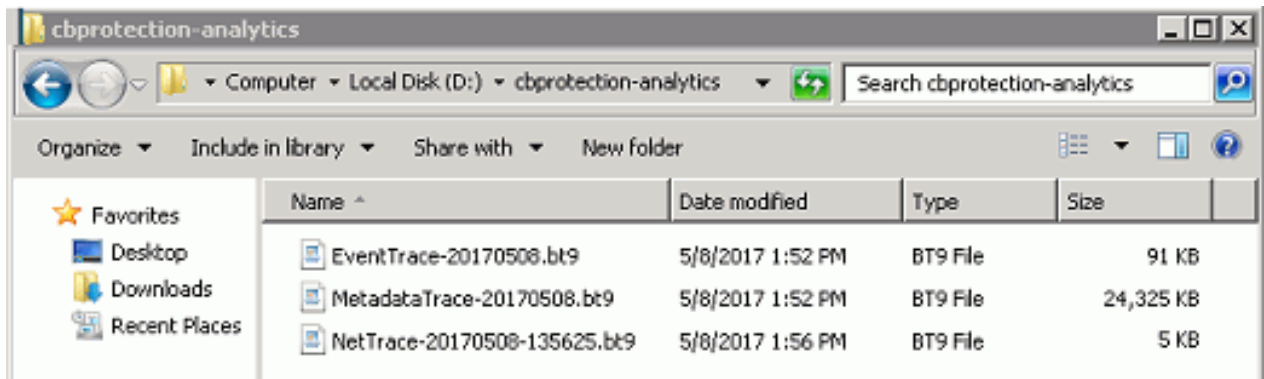 cbprotection-analytics
Computer Local Disk (D:) cbprotection-analytics Search cbprotection-analytics
Organize Include in library Share with New folder
Favorites Name Date modified Type Size
Desktop EventTrace-20170508.bt9 5/8/2017 1:52 PM BT9 File 91 KB
Downloads MetadataTrace-20170508.bt9 5/8/2017 1:52 PM BT9 File 24,325 KB
Recent Places NetTrace-20170508-135625.bt9 5/8/2017 1:56 PM BT9 File 5 KB